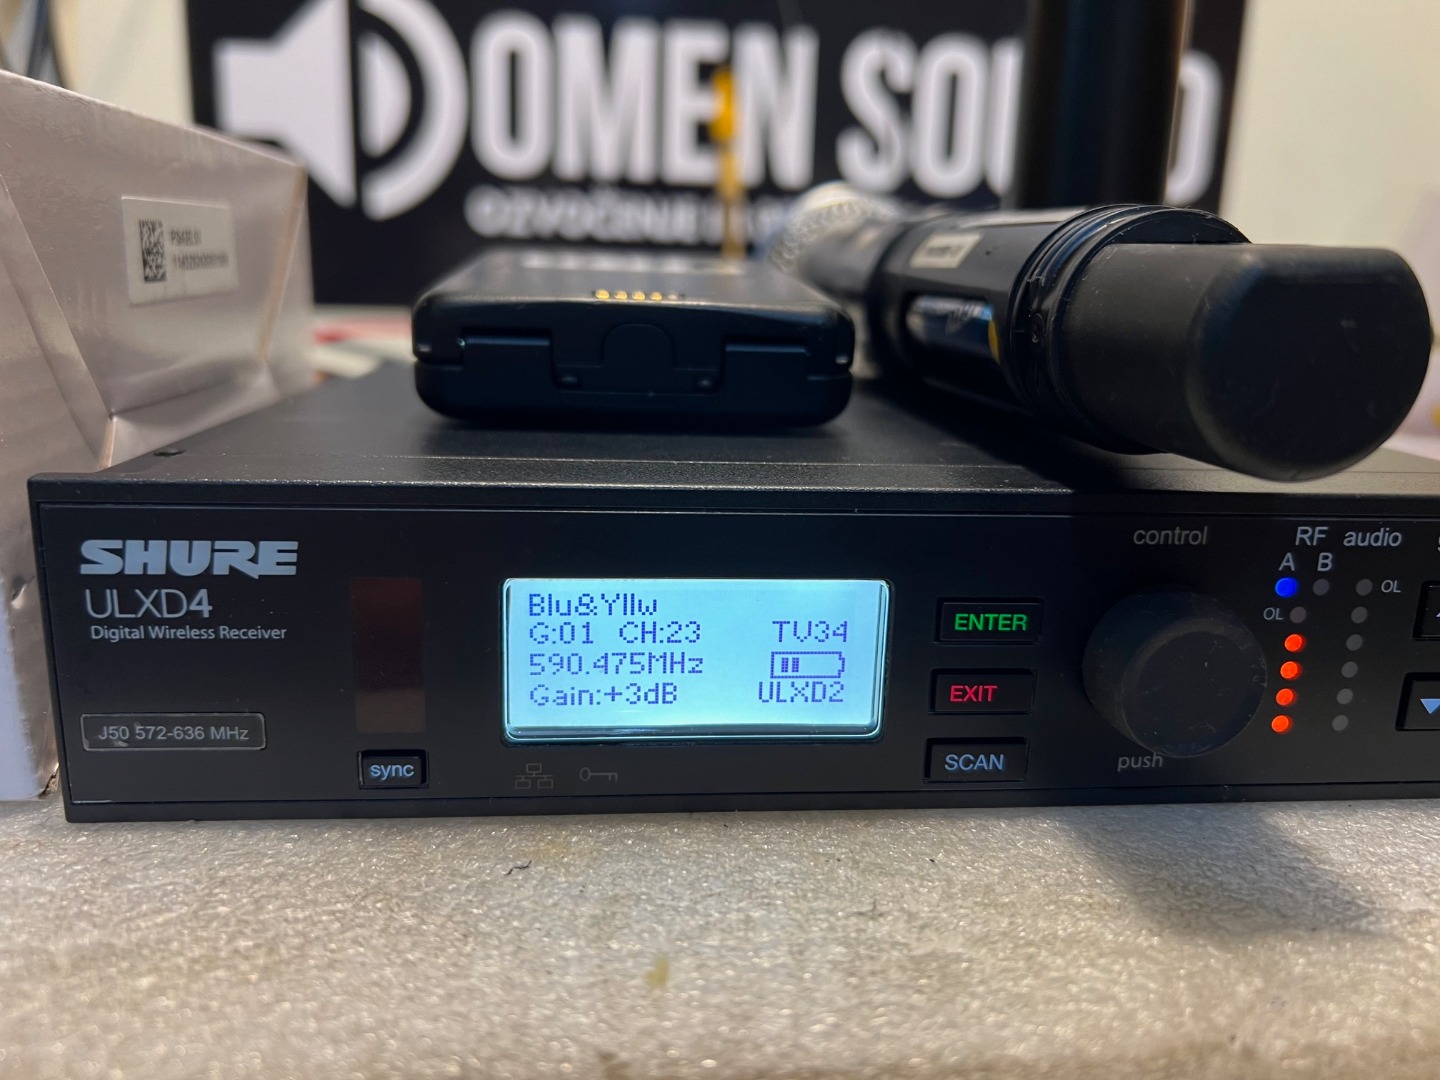 OMEN SOUND
SHURE
ULXD4
Digital Wireless Receiver
J50 572-636 MHz
sync
Blu&Yllw
G:01 CH:23 TV34
590.475MHz
Gain:+3dB ULXD2
ENTER
EXIT
SCAN
control
push
RF audio
A B
OL
OL